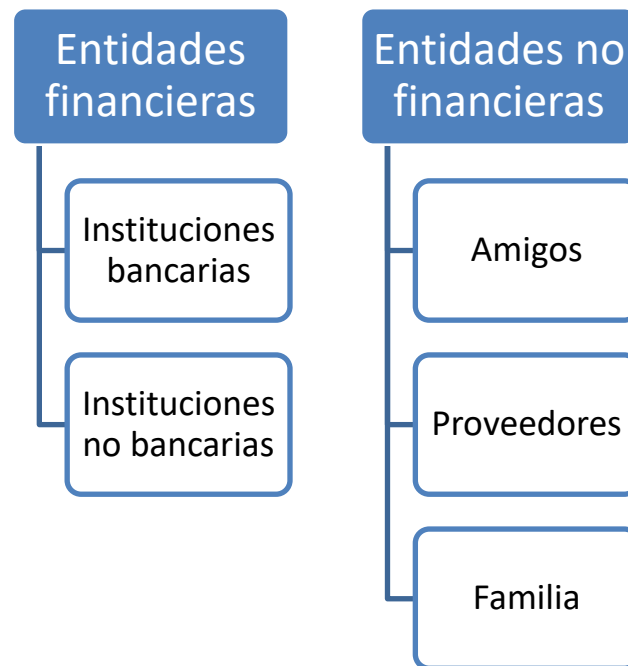 Entidades
financieras
Instituciones
bancarias
Instituciones
no bancarias
Entidades no
financieras
Amigos
Proveedores
Familia